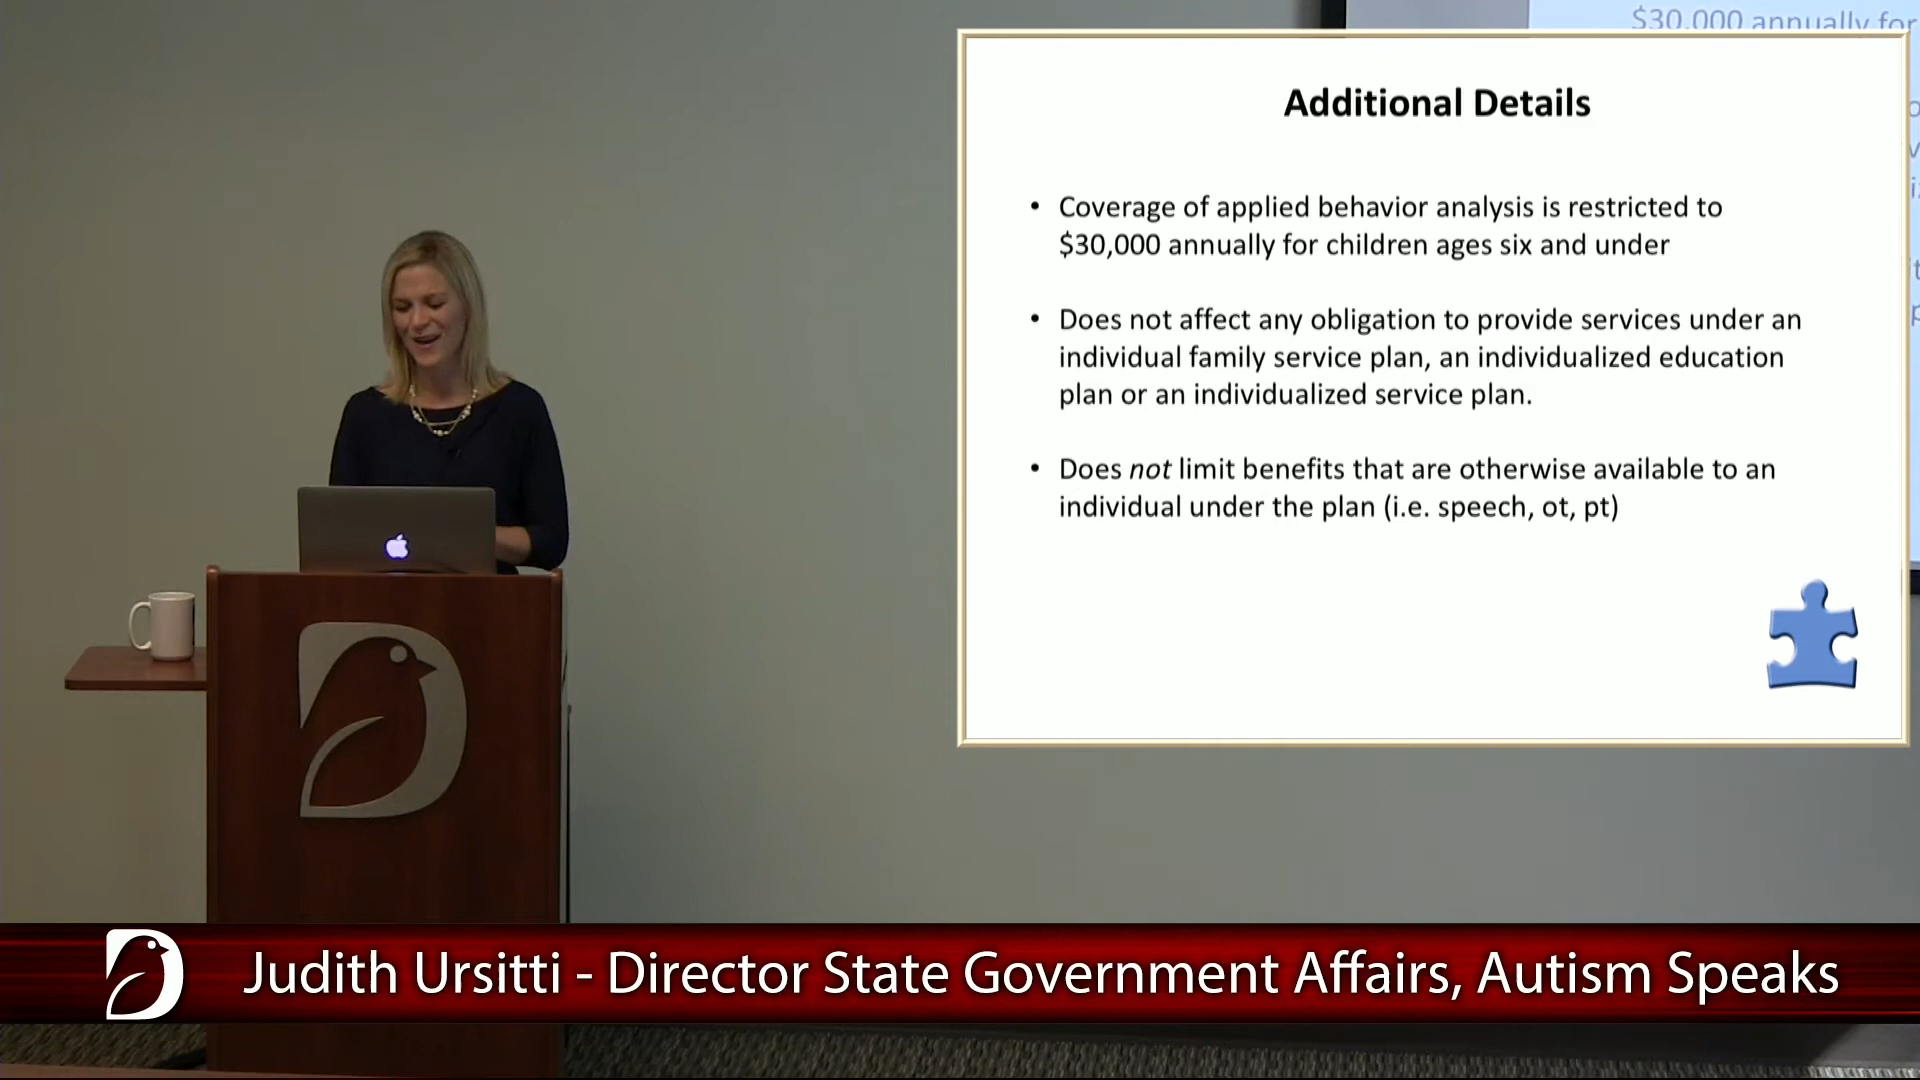 $30,000 annually for
Additional Details
• Coverage of applied behavior analysis is restricted to
$30,000 annually for children ages six and under
• Does not affect any obligation to provide services under an
individual family service plan, an individualized education
plan or an individualized service plan.
• Does not limit benefits that are otherwise available to an
individual under the plan (i.e. speech, ot, pt)
Judith Ursitti - Director State Government Affairs, Autism Speaks